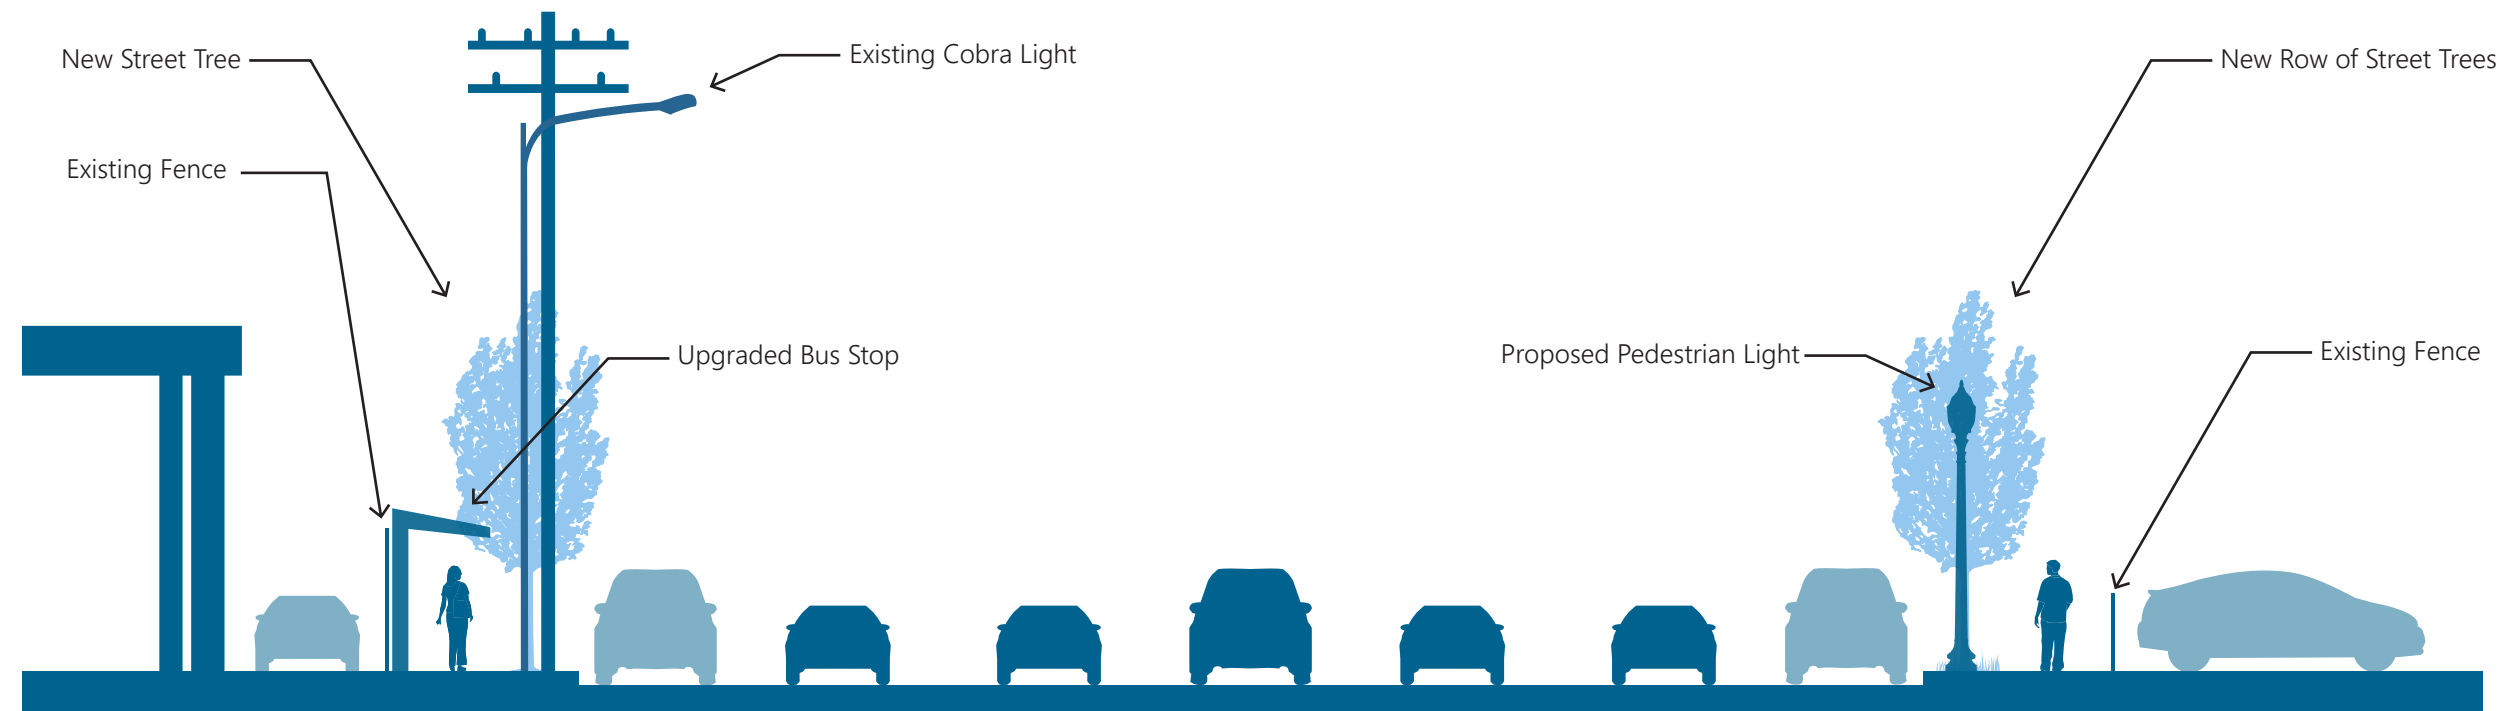 New Street Tree
Existing Cobra Light
New Row of Street Trees
Existing Fence
Upgraded Bus Stop
Proposed Pedestrian Light
Existing Fence